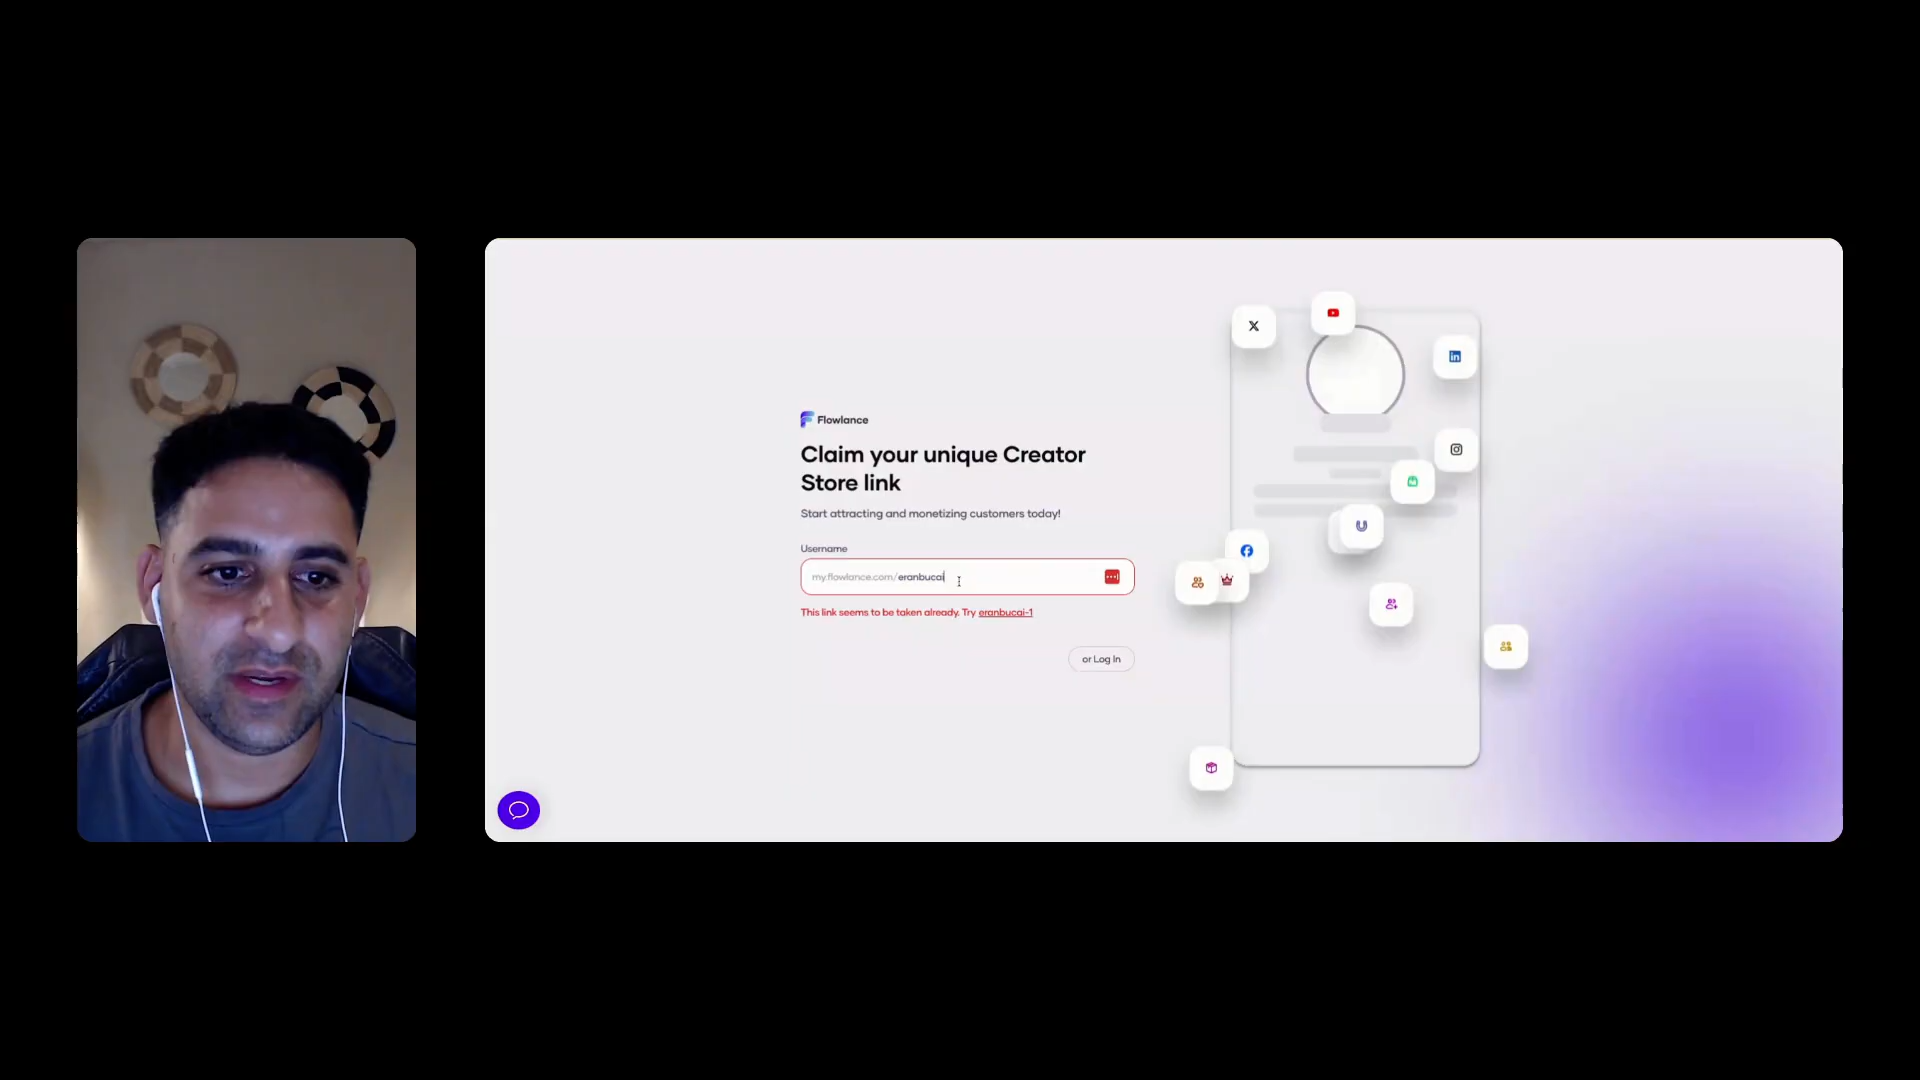 Flowlance
Claim your unique Creator
Store link
Start attracting and monetizing customers today!
Username
my.flowlance.com/eranbucai
This link seems to be taken already. Try eranbucai-1
or Log In